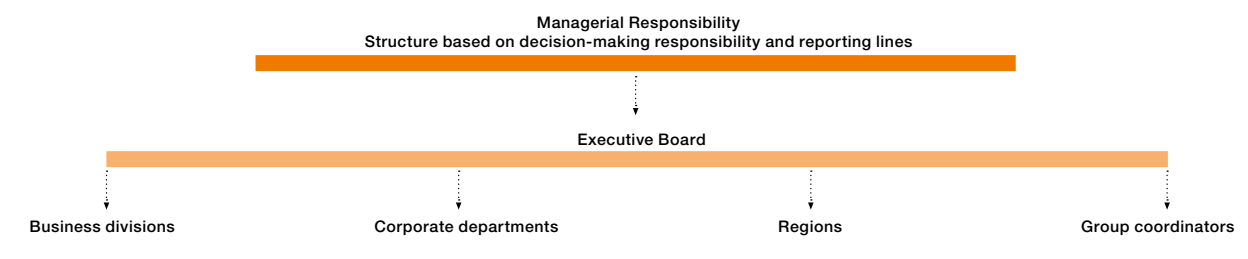 Managerial Responsibility
Structure based on decision-making responsibility and reporting lines
Executive Board
Business divisions
Corporate departments
Regions
Group coordinators